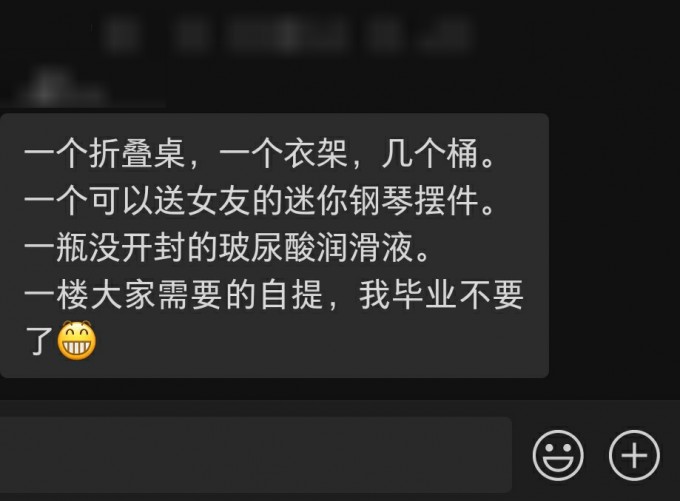 一个折叠桌，一个衣架，几个桶。
一个可以送女友的迷你钢琴摆件。
一瓶没开封的玻尿酸润滑液。
一楼大家需要的自提，我毕业不要
了😁